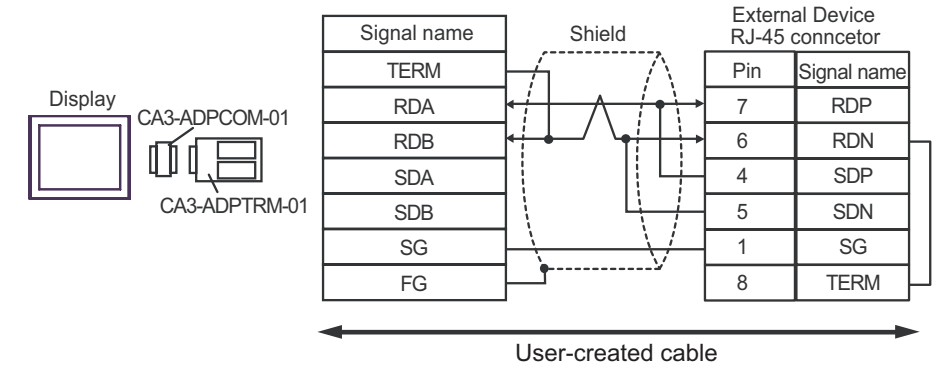 Display
CA3-ADPCOM-01
CA3-ADPTRM-01
Signal name
TERM
RDA
RDB
SDA
SDB
SG
FG
Shield
External Device
RJ-45 conncetor
Pin Signal name
7 RDP
6 RDN
4 SDP
5 SDN
1 SG
8 TERM
User-created cable